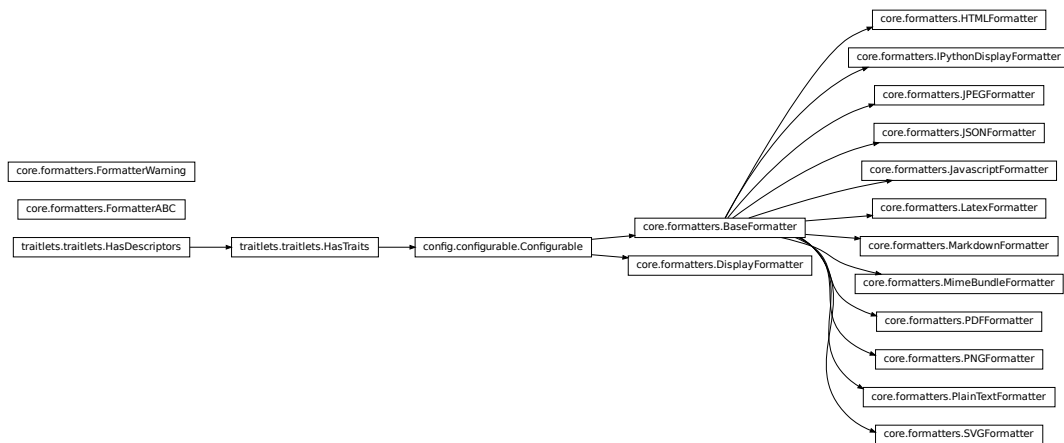 core.formatters.HTMLFormatter
core.formatters.IPythonDisplayFormatter
core.formatters.JPEGFormatter
core.formatters.JSONFormatter
core.formatters.FormatterWarning
core.formatters.JavascriptFormatter
core.formatters.FormatterABC
core.formatters.LatexFormatter
core.formatters.BaseFormatter
traitlets.traitlets.HasDescriptors
traitlets.traitlets.HasTraits
config.configurable.Configurable
core.formatters.MarkdownFormatter
core.formatters.DisplayFormatter
core.formatters.MimeBundleFormatter
core.formatters.PDFFormatter
core.formatters.PNGFormatter
core.formatters.PlainTextFormatter
core.formatters.SVGFormatter